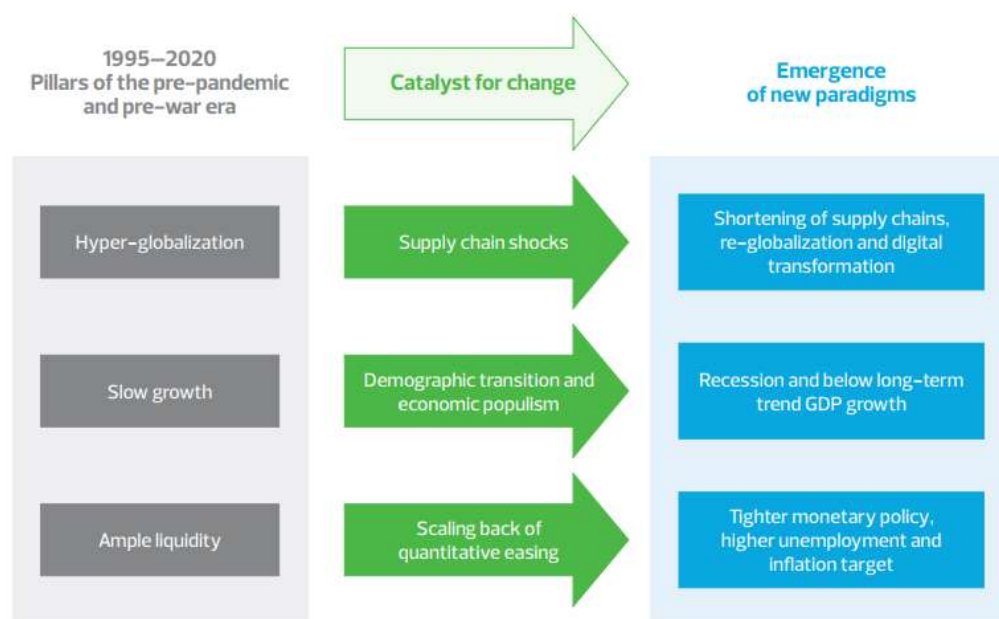 1995–2020
Pillars of the pre-pandemic
and pre-war era
Catalyst for change
Emergence
of new paradigms
Hyper-globalization
Supply chain shocks
Shortening of supply chains,
re-globalization and digital
transformation
Slow growth
Demographic transition and
economic populism
Recession and below long-term
trend GDP growth
Ample liquidity
Scaling back of
quantitative easing
Tighter monetary policy,
higher unemployment and
inflation target